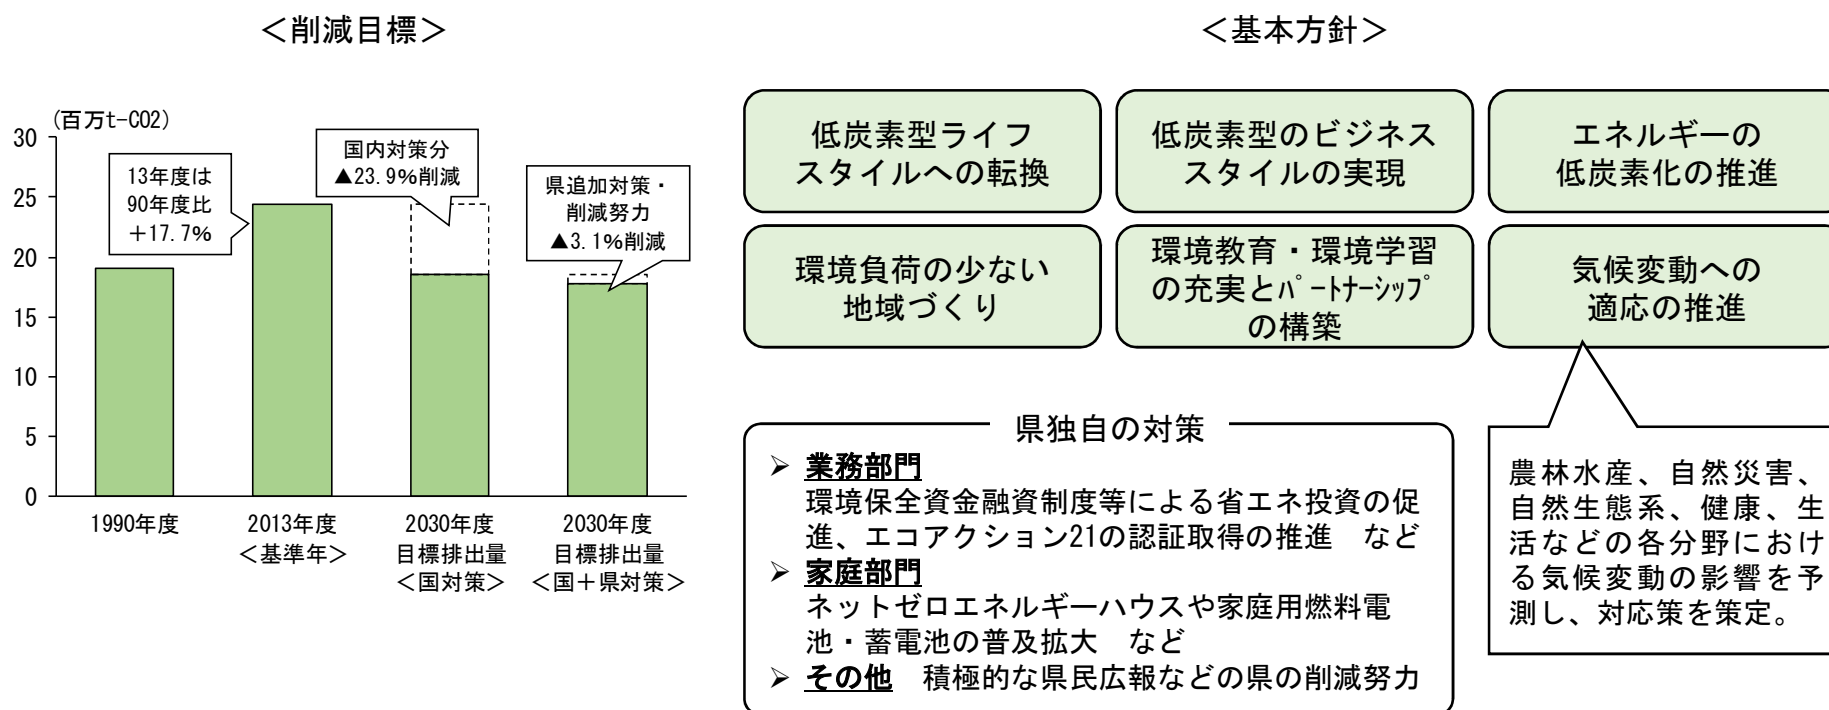 ＜削減目標＞
(百万t-CO2)
30
25
20
15
10
5
0
13年度は
90年度比
＋17.7%
国内対策分
▲23.9%削減
県追加対策・
削減努力
▲3.1%削減
1990年度
2013年度
＜基準年＞
2030年度
目標排出量
＜国対策＞
2030年度
目標排出量
＜国＋県対策＞
＜基本方針＞
低炭素型ライフ
スタイルへの転換
低炭素型のビジネス
スタイルの実現
エネルギーの
低炭素化の推進
環境負荷の少ない
地域づくり
環境教育・環境学習
の充実とﾊﾟｰﾄﾅｰｼｯﾌﾟ
の構築
気候変動への
適応の推進
農林水産、自然災害、
自然生態系、健康、生
活などの各分野におけ
る気候変動の影響を予
測し、対応策を策定。
県独自の対策
➢ 業務部門
環境保全資金融資制度等による省エネ投資の促
進、エコアクション21の認証取得の推進　など
➢ 家庭部門
ネットゼロエネルギーハウスや家庭用燃料電
池・蓄電池の普及拡大　など
➢ その他　積極的な県民広報などの県の削減努力